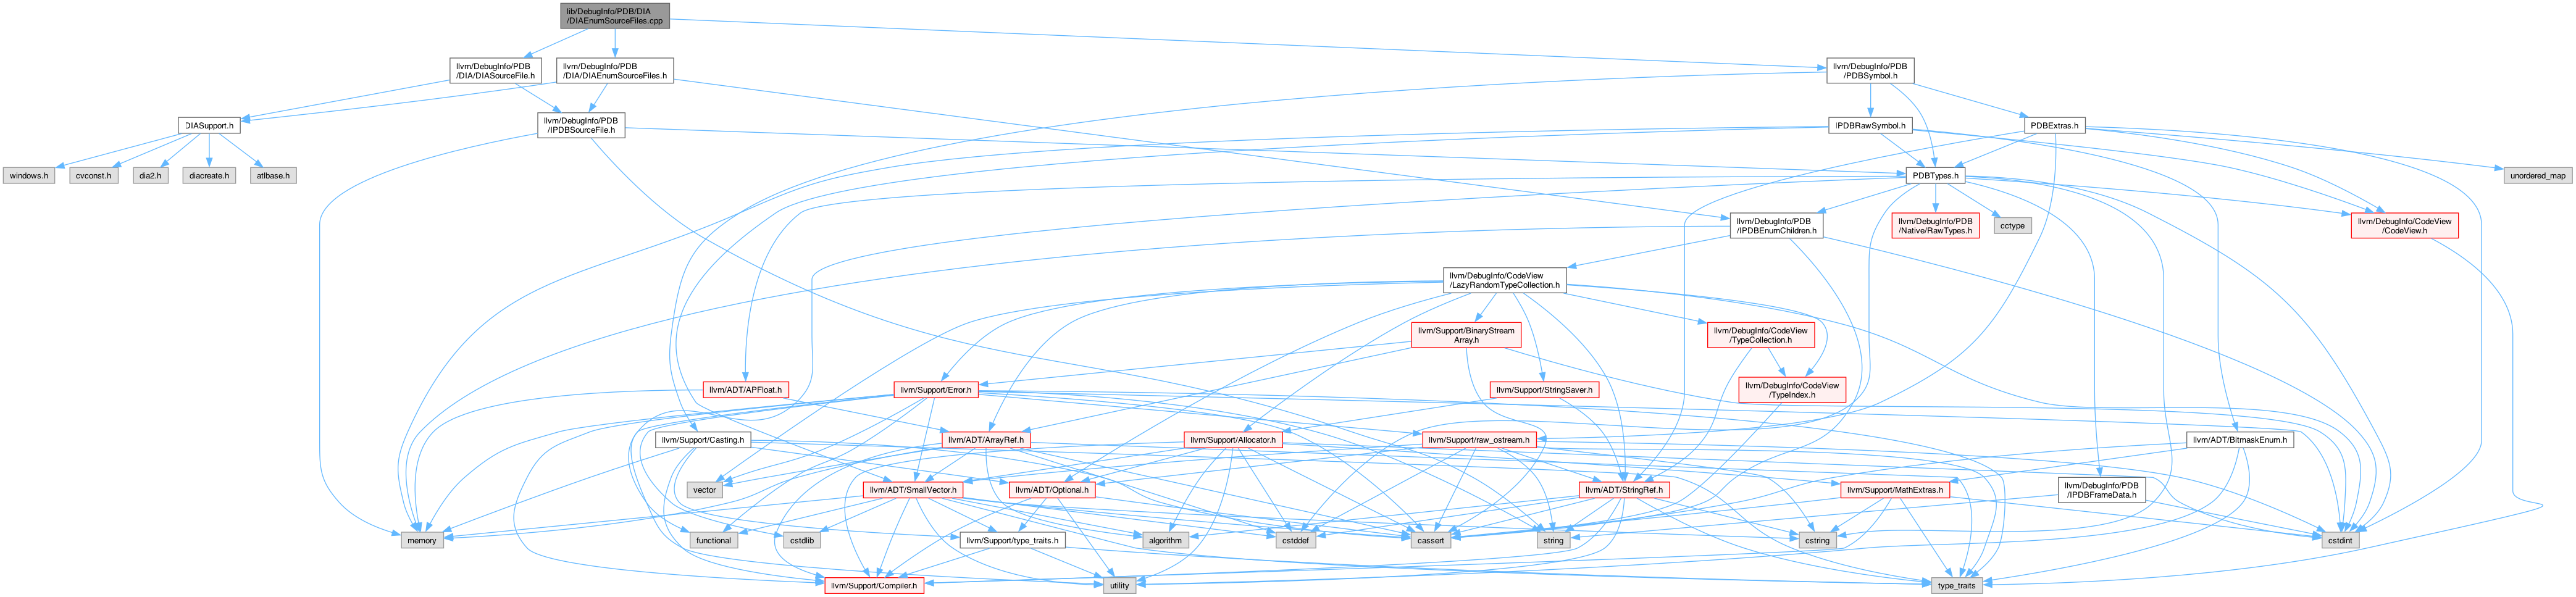 lib/DebugInfo/PDB/DIA
/DIAEnumSourceFiles.cpp
llvm/DebugInfo/PDB
/DIA/DIASourceFile.h
llvm/DebugInfo/PDB
/DIA/DIAEnumSourceFiles.h
llvm/DebugInfo/PDB
/PDBSymbol.h
DIASupport.h
llvm/DebugInfo/PDB
/IPDBSourceFile.h
IPDBRawSymbol.h
PDBExtras.h
windows.h
cvconst.h
dia2.h
diacreate.h
atlbase.h
PDBTypes.h
unordered_map
llvm/DebugInfo/PDB
/IPDBEnumChildren.h
llvm/DebugInfo/PDB
/Native/RawTypes.h
cctype
llvm/DebugInfo/CodeView
/CodeView.h
llvm/DebugInfo/CodeView
/LazyRandomTypeCollection.h
llvm/Support/BinaryStream
Array.h
llvm/DebugInfo/CodeView
/TypeCollection.h
llvm/ADT/APFloat.h
llvm/Support/Error.h
llvm/Support/StringSaver.h
llvm/DebugInfo/CodeView
/TypeIndex.h
llvm/Support/Casting.h
llvm/ADT/ArrayRef.h
llvm/Support/Allocator.h
llvm/Support/raw_ostream.h
llvm/ADT/BitmaskEnum.h
vector
llvm/ADT/SmallVector.h
llvm/ADT/Optional.h
llvm/ADT/StringRef.h
llvm/Support/MathExtras.h
llvm/DebugInfo/PDB
/IPDBFrameData.h
memory
functional
cstdlib
llvm/Support/type_traits.h
algorithm
cstddef
cassert
string
cstring
cstdint
llvm/Support/Compiler.h
utility
type_traits